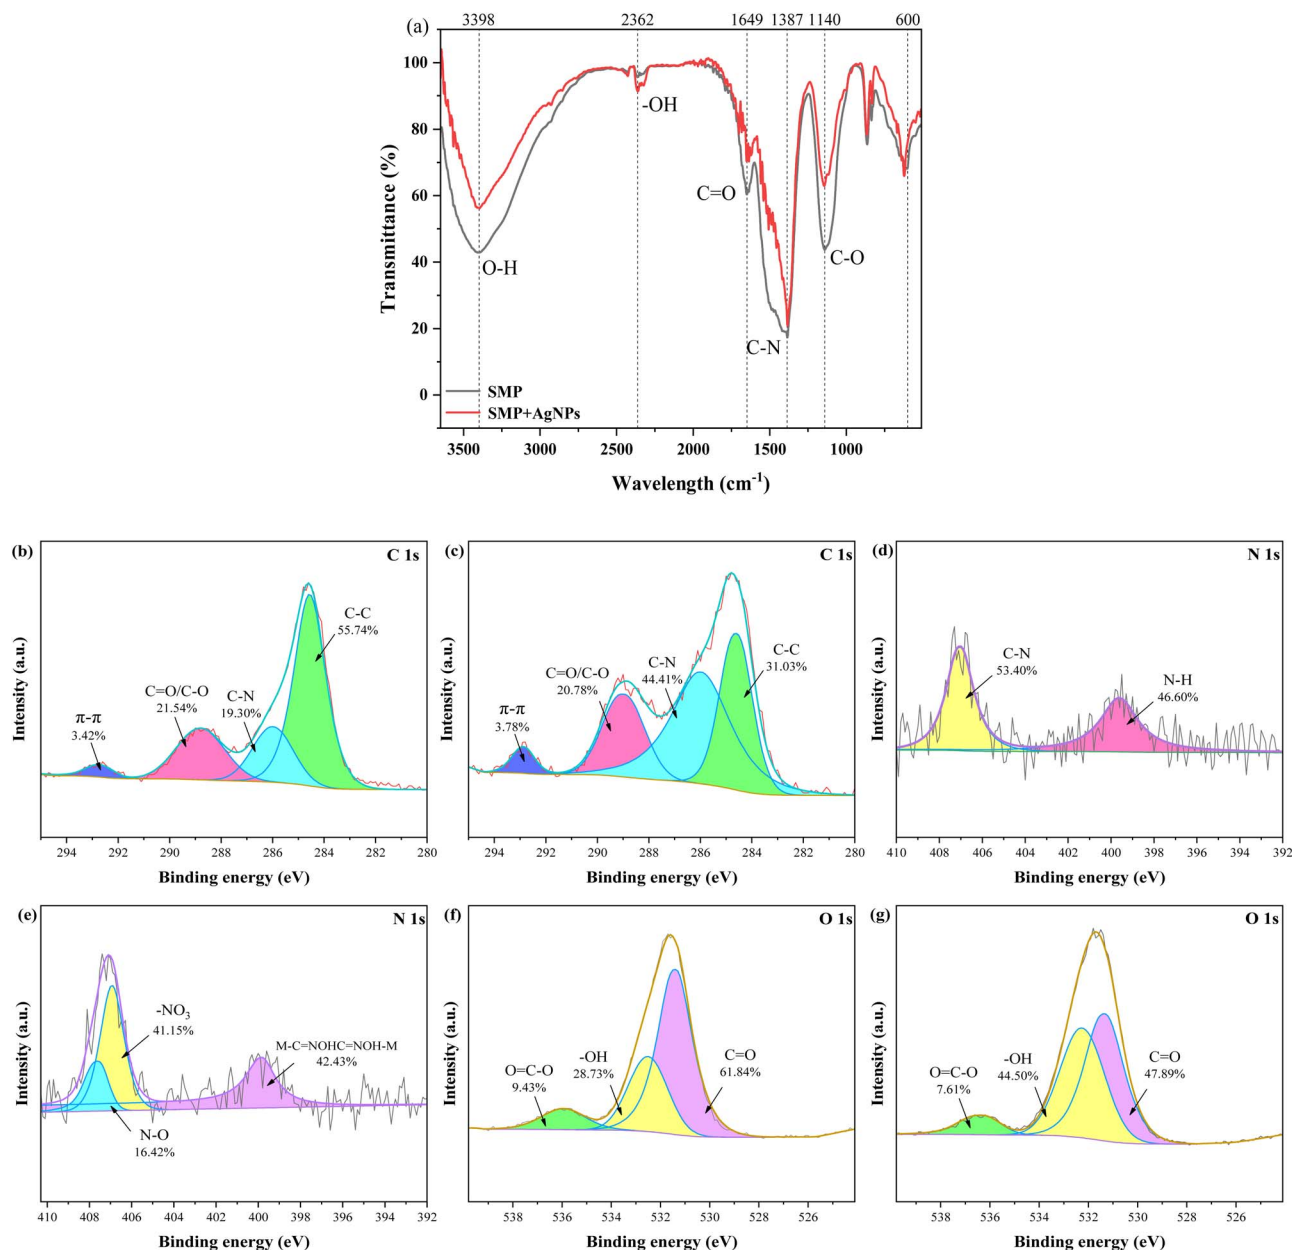 (a) 3398 2362 1649 1387 1140 600
100
80
60
40
20
0
Transmittance (%)
-OH
C=O
O-H
C-O
C-N
SMP
SMP+AgNPs
3500 3000 2500 2000 1500 1000
Wavelength (cm⁻¹)
(b) C 1s
C-C
55.74%
C=O/C-O
21.54%
C-N
19.30%
π-π
3.42%
Intensity (a.u.)
294 292 290 288 286 284 282 280
Binding energy (eV)
(c) C 1s
C-N
44.41%
C=O/C-O
20.78%
C-C
31.03%
π-π
3.78%
Intensity (a.u.)
294 292 290 288 286 284 282 280
Binding energy (eV)
(d) N 1s
C-N
53.40%
N-H
46.60%
Intensity (a.u.)
410 408 406 404 402 400 398 396 394 392
Binding energy (eV)
(e) N 1s
-NO₃
41.15%
M-C=NOHC=NOH-M
42.43%
N-O
16.42%
Intensity (a.u.)
410 408 406 404 402 400 398 396 394 392
Binding energy (eV)
(f) O 1s
-OH
28.73%
C=O
61.84%
O=C-O
9.43%
Intensity (a.u.)
538 536 534 532 530 528 526
Binding energy (eV)
(g) O 1s
-OH
44.50%
C=O
47.89%
O=C-O
7.61%
Intensity (a.u.)
538 536 534 532 530 528 526
Binding energy (eV)